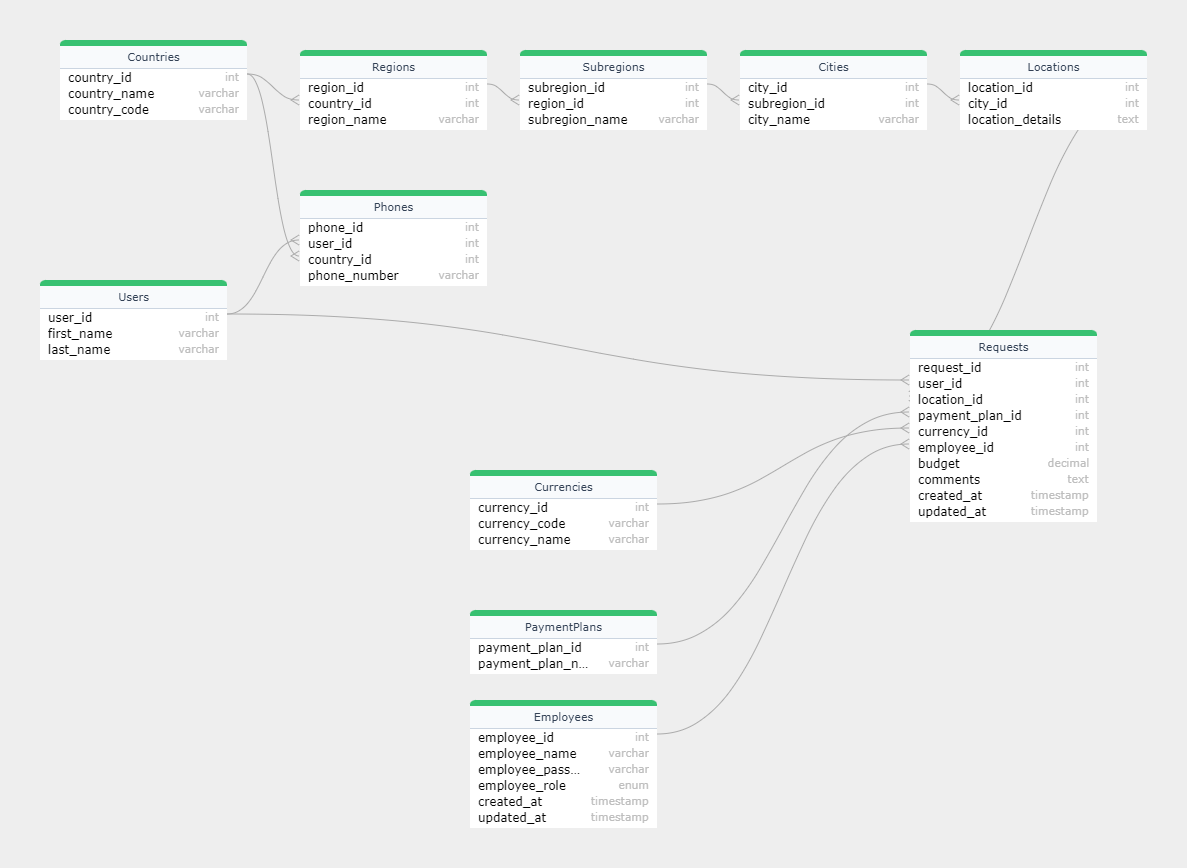 Countries
country_id int
country_name varchar
country_code varchar
Regions
region_id int
country_id int
region_name varchar
Subregions
subregion_id int
region_id int
subregion_name varchar
Cities
city_id int
subregion_id int
city_name varchar
Locations
location_id int
city_id int
location_details text
Phones
phone_id int
user_id int
country_id int
phone_number varchar
Users
user_id int
first_name varchar
last_name varchar
Requests
request_id int
user_id int
location_id int
payment_plan_id int
currency_id int
employee_id int
budget decimal
comments text
created_at timestamp
updated_at timestamp
Currencies
currency_id int
currency_code varchar
currency_name varchar
PaymentPlans
payment_plan_id int
payment_plan_n... varchar
Employees
employee_id int
employee_name varchar
employee_pass... varchar
employee_role enum
created_at timestamp
updated_at timestamp